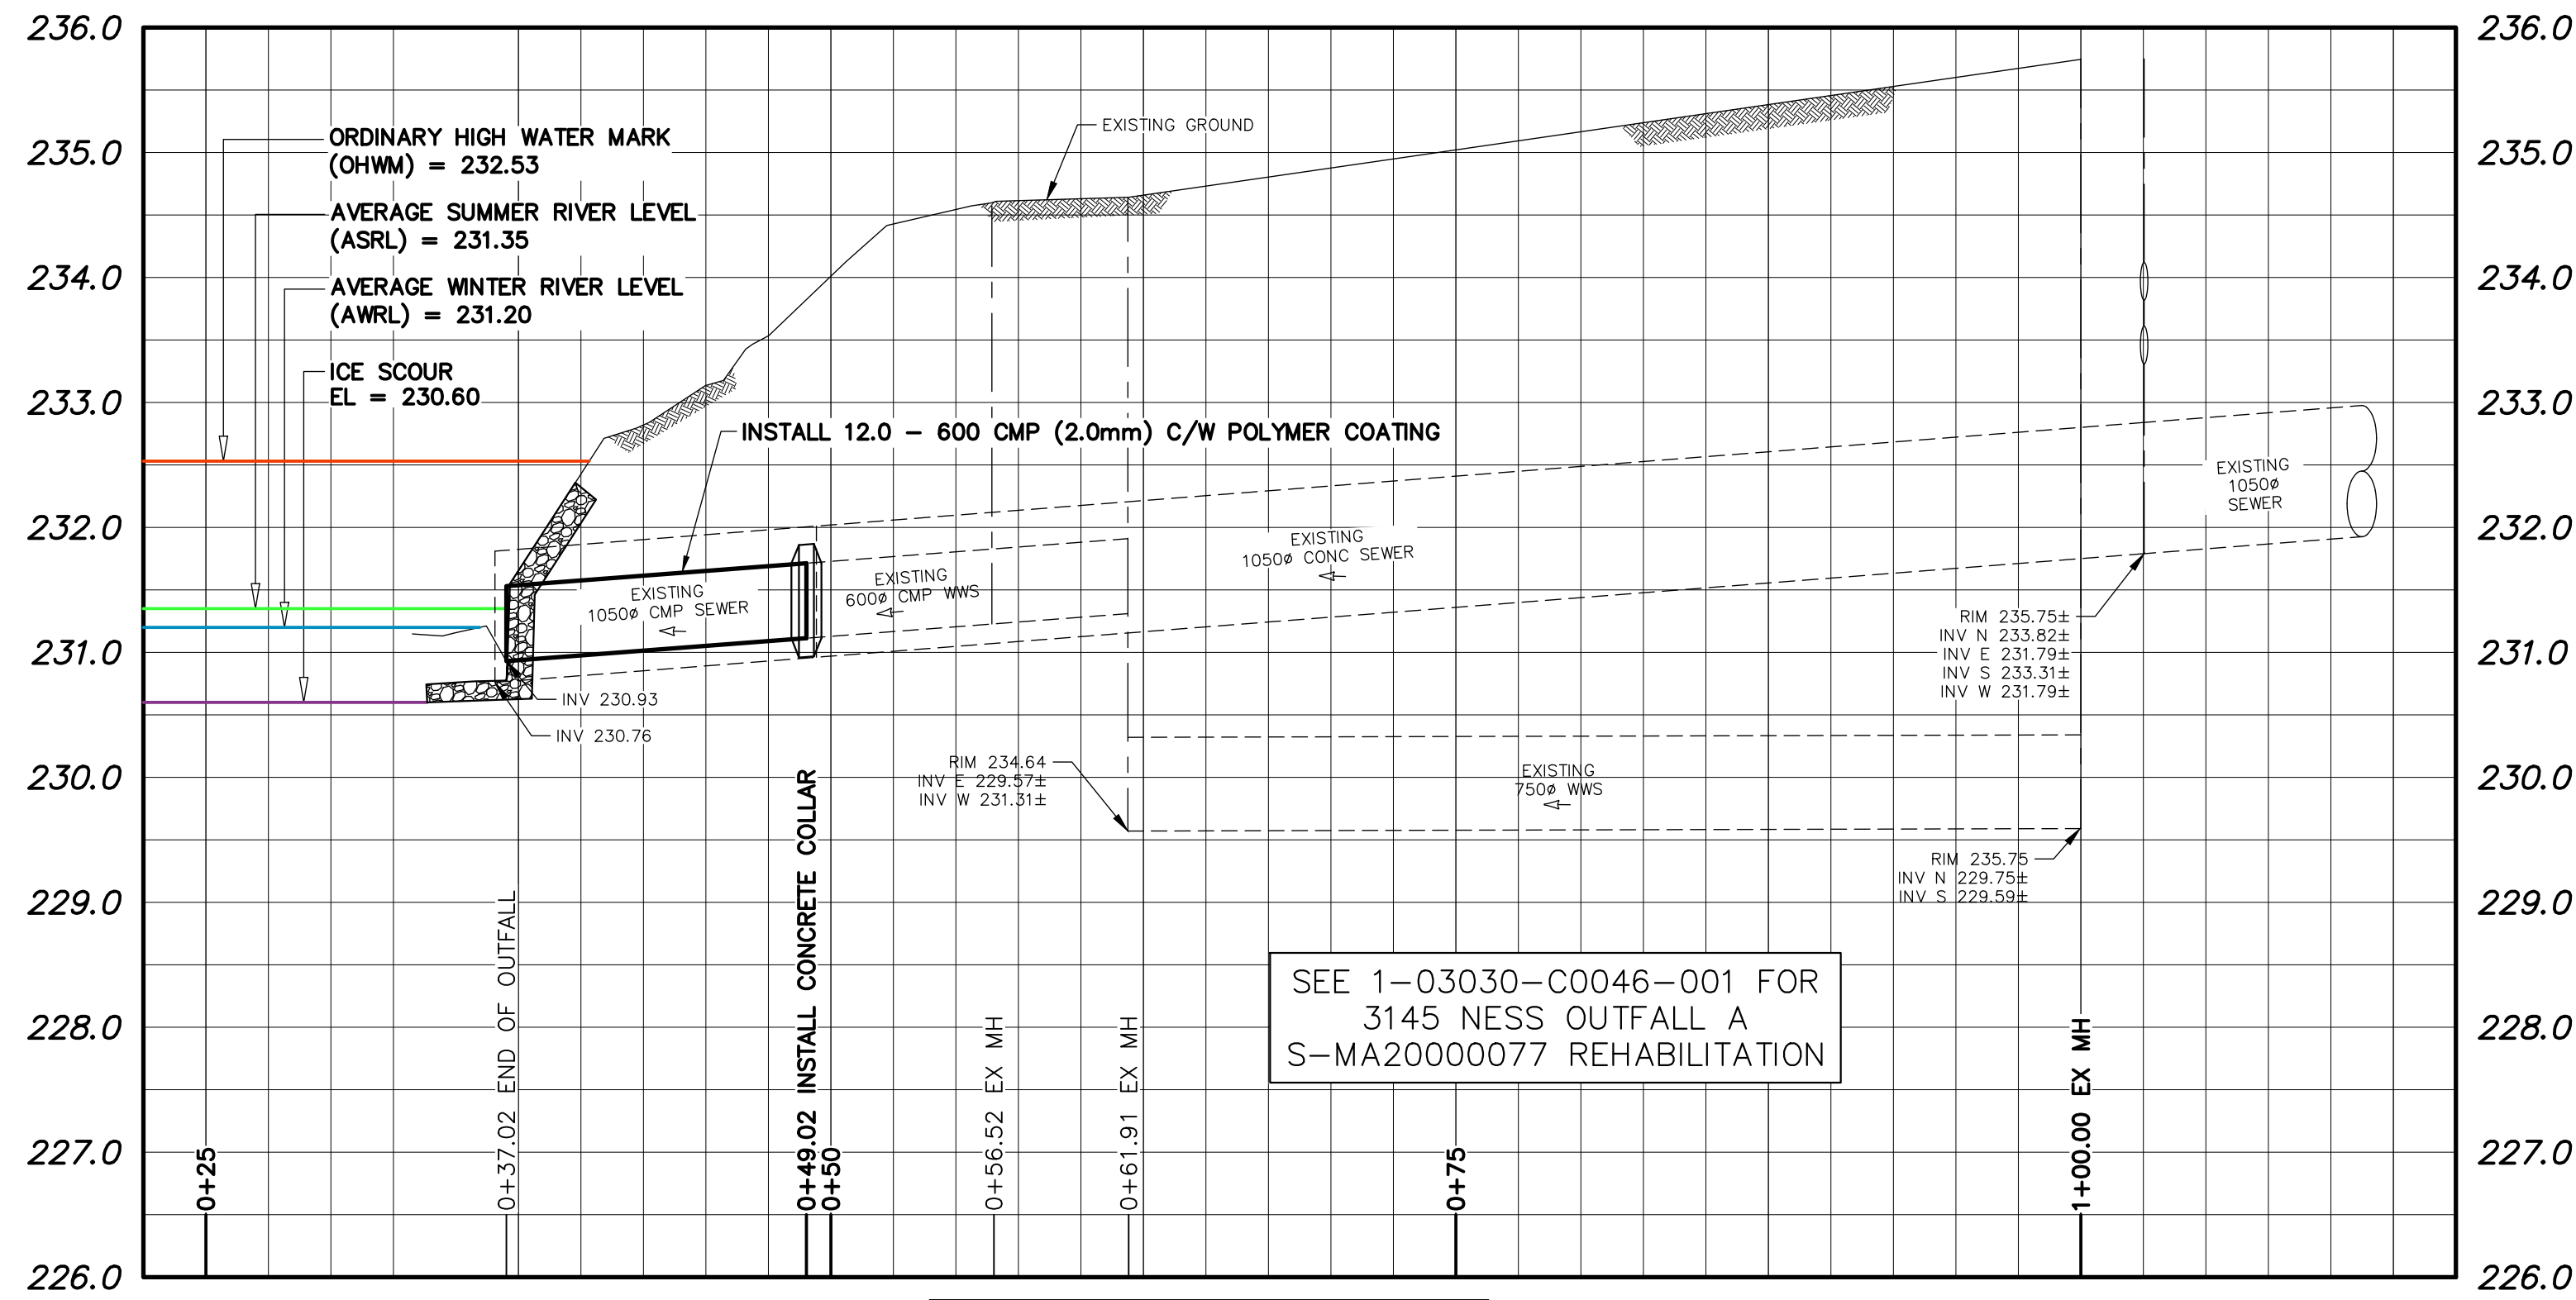 236.0
235.0
234.0
233.0
232.0
231.0
230.0
229.0
228.0
227.0
226.0
ORDINARY HIGH WATER MARK
(OHWM) = 232.53
AVERAGE SUMMER RIVER LEVEL
(ASRL) = 231.35
AVERAGE WINTER RIVER LEVEL
(AWRL) = 231.20
ICE SCOUR
EL = 230.60
EXISTING GROUND
INSTALL 12.0 - 600 CMP (2.0mm) C/W POLYMER COATING
EXISTING
1050ø CMP SEWER
EXISTING
600ø CMP WWS
EXISTING
1050ø CONC SEWER
EXISTING
1050ø
SEWER
INV 230.93
INV 230.76
RIM 235.75±
INV N 233.82±
INV E 231.79±
INV S 233.31±
INV W 231.79±
RIM 234.64
INV E 229.57±
INV W 231.31±
EXISTING
750ø WWS
RIM 235.75
INV N 229.75±
INV S 229.59±
SEE 1-03030-C0046-001 FOR
3145 NESS OUTFALL A
S-MA20000077 REHABILITATION
0+25
0+37.02 END OF OUTFALL
0+49.02 INSTALL CONCRETE COLLAR
0+50
0+56.52 EX MH
0+61.91 EX MH
0+75
1+00.00 EX MH
236.0
235.0
234.0
233.0
232.0
231.0
230.0
229.0
228.0
227.0
226.0